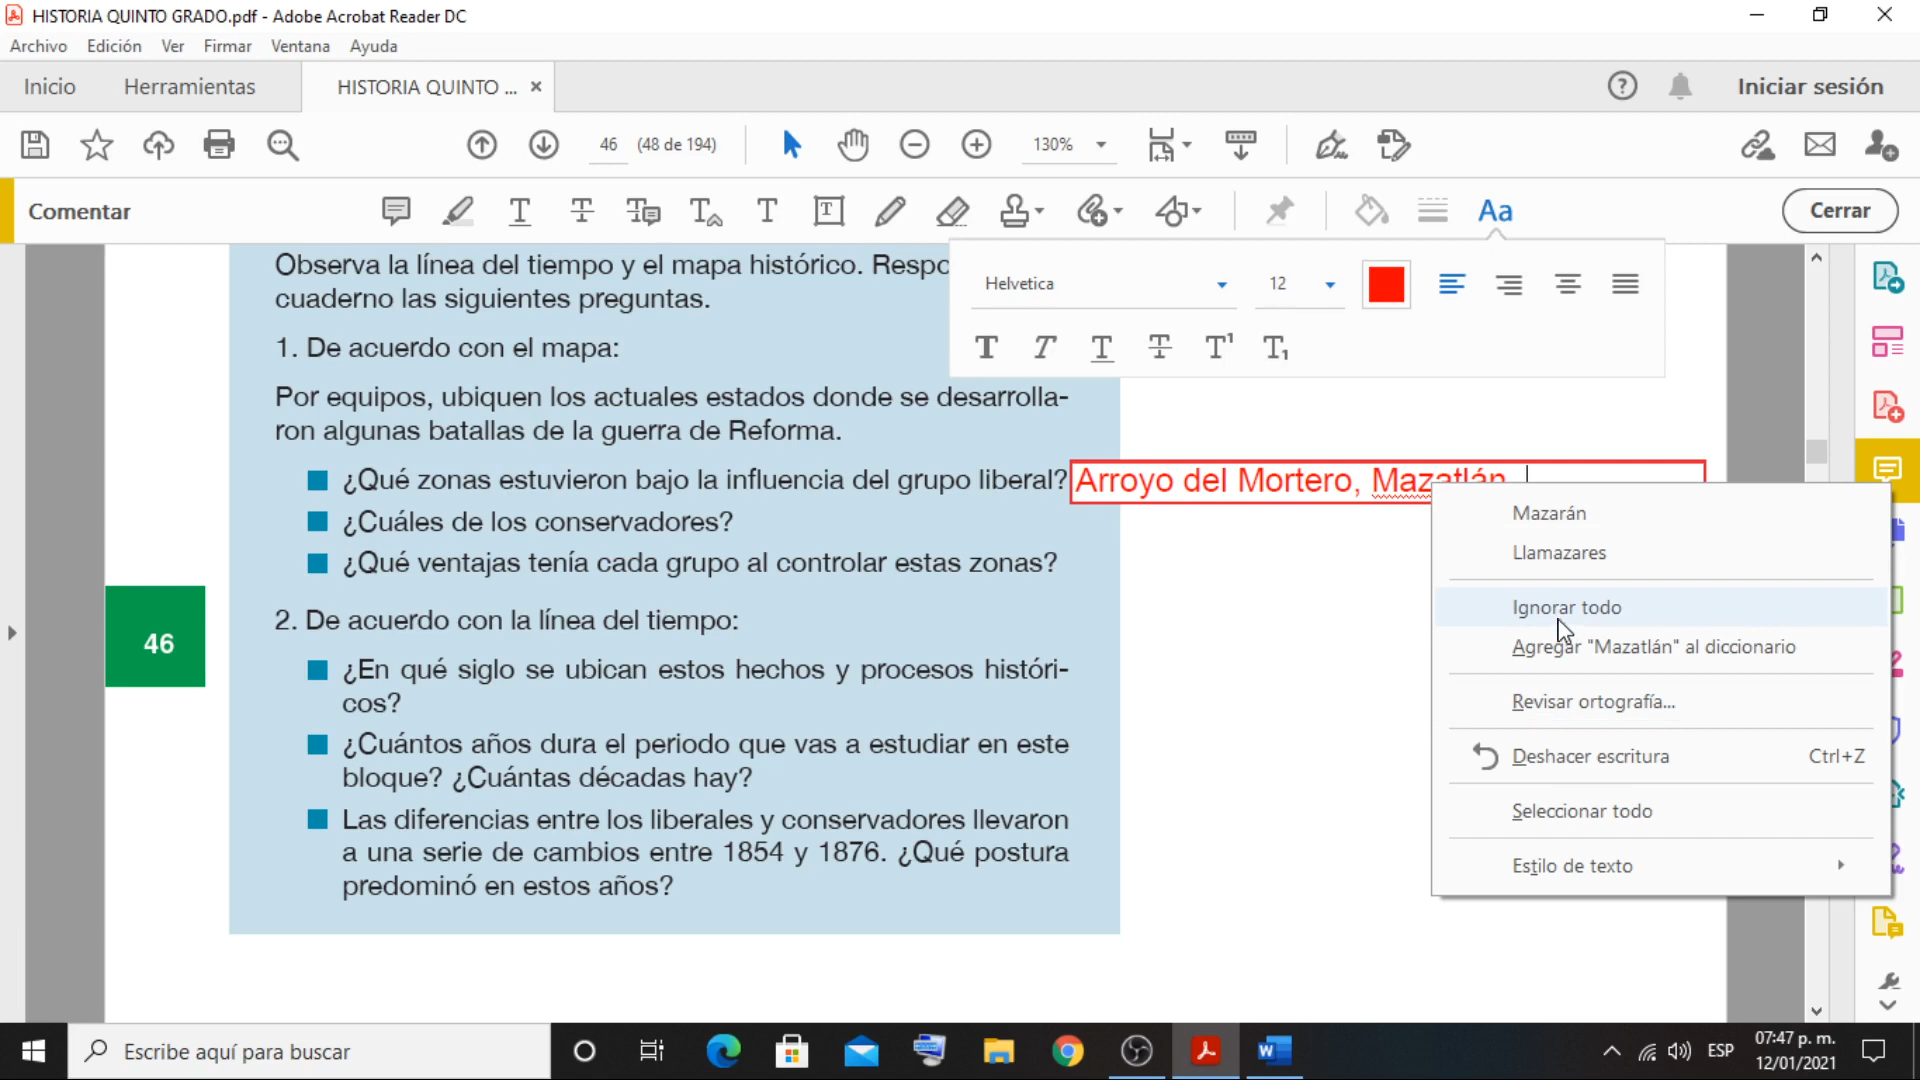 HISTORIA QUINTO GRADO.pdf - Adobe Acrobat Reader DC
Archivo Edición Ver Firmar Ventana Ayuda
Inicio Herramientas HISTORIA QUINTO ... × Iniciar sesión
46 (48 de 194) 130%
Comentar Aa Cerrar
Helvetica 12
Observa la línea del tiempo y el mapa histórico. Respo
cuaderno las siguientes preguntas.
1. De acuerdo con el mapa:
Por equipos, ubiquen los actuales estados donde se desarrolla-
ron algunas batallas de la guerra de Reforma.
¿Qué zonas estuvieron bajo la influencia del grupo liberal? Arroyo del Mortero, Mazatlán
¿Cuáles de los conservadores?
¿Qué ventajas tenía cada grupo al controlar estas zonas?
46
2. De acuerdo con la línea del tiempo:
¿En qué siglo se ubican estos hechos y procesos históri-
cos?
¿Cuántos años dura el periodo que vas a estudiar en este
bloque? ¿Cuántas décadas hay?
Las diferencias entre los liberales y conservadores llevaron
a una serie de cambios entre 1854 y 1876. ¿Qué postura
predominó en estos años?
Mazarán
Llamazares
Ignorar todo
Agregar "Mazatlán" al diccionario
Revisar ortografía...
Deshacer escritura Ctrl+Z
Seleccionar todo
Estilo de texto
Escribe aquí para buscar
ESP
07:47 p. m.
12/01/2021